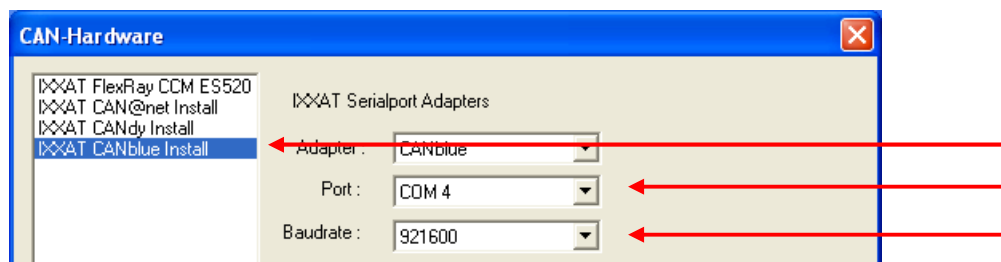 CAN-Hardware
IXXAT FlexRay CCM ES520
IXXAT CAN@net Install
IXXAT CANdy Install
IXXAT CANblue Install
IXXAT Serialport Adapters
Adapter : CANblue
Port : COM 4
Baudrate : 921600